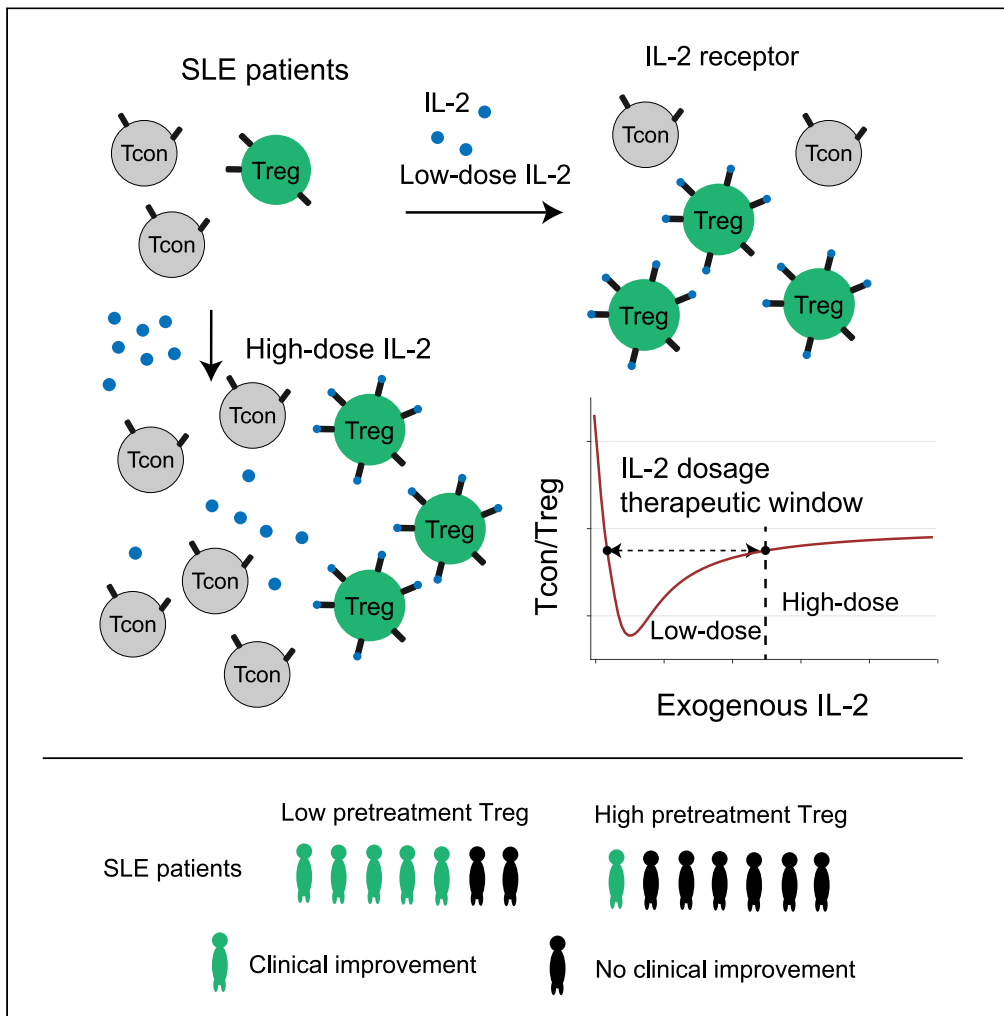 SLE patients
IL-2
Low-dose IL-2
IL-2 receptor
Tcon
Treg
Tcon
Tcon
Tcon
Treg
Treg
Treg
High-dose IL-2
Tcon
Treg
Tcon
Treg
Tcon
Treg
Tcon
Tcon
IL-2 dosage
therapeutic window
Tcon/Treg
Low-dose
High-dose
Exogenous IL-2
Low pretreatment Treg
High pretreatment Treg
SLE patients
Clinical improvement
No clinical improvement